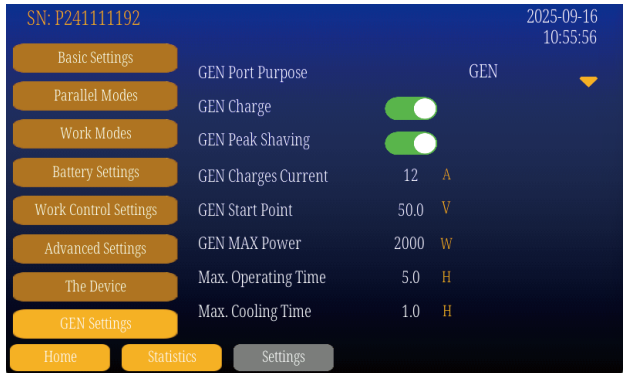 SN: P241111192
2025-09-16
10:55:56
Basic Settings
Parallel Modes
Work Modes
Battery Settings
Work Control Settings
Advanced Settings
The Device
GEN Settings
GEN Port Purpose GEN
GEN Charge
GEN Peak Shaving
GEN Charges Current 12 A
GEN Start Point 50.0 V
GEN MAX Power 2000 W
Max. Operating Time 5.0 H
Max. Cooling Time 1.0 H
Home Statistics Settings